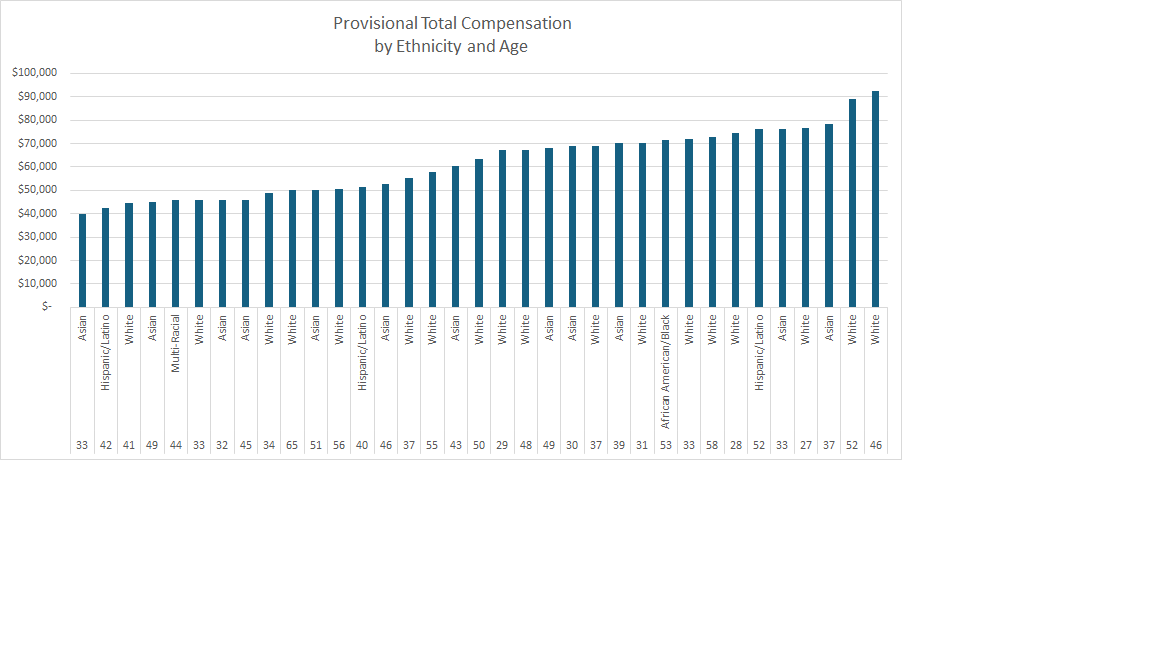 Provisional Total Compensation
by Ethnicity and Age
$100,000
$90,000
$80,000
$70,000
$60,000
$50,000
$40,000
$30,000
$20,000
$10,000
$-
Asian
Hispanic/Latino
White
Asian
Multi-Racial
White
Asian
Asian
White
White
Asian
White
Hispanic/Latino
Asian
White
White
Asian
White
White
White
Asian
Asian
White
Asian
White
African American/Black
White
White
White
Hispanic/Latino
Asian
White
Asian
White
White
33 42 41 49 44 33 32 45 34 65 51 56 40 46 37 55 43 50 29 48 49 30 37 39 31 53 33 58 28 52 33 27 37 52 46